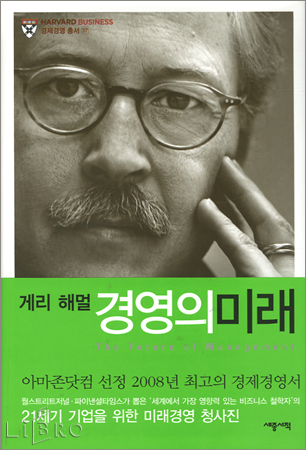 HARVARD BUSINESS
경제경영 총서 37
게리 해멀 경영의미래
The Future of Management
아마존닷컴 선정 2008년 최고의 경제경영서
월스트리트저널·파이낸셜타임스가 뽑은 '세계에서 가장 영향력 있는 비즈니스 철학자'의
21세기 기업을 위한 미래경영 청사진
세종서적
LIBRO